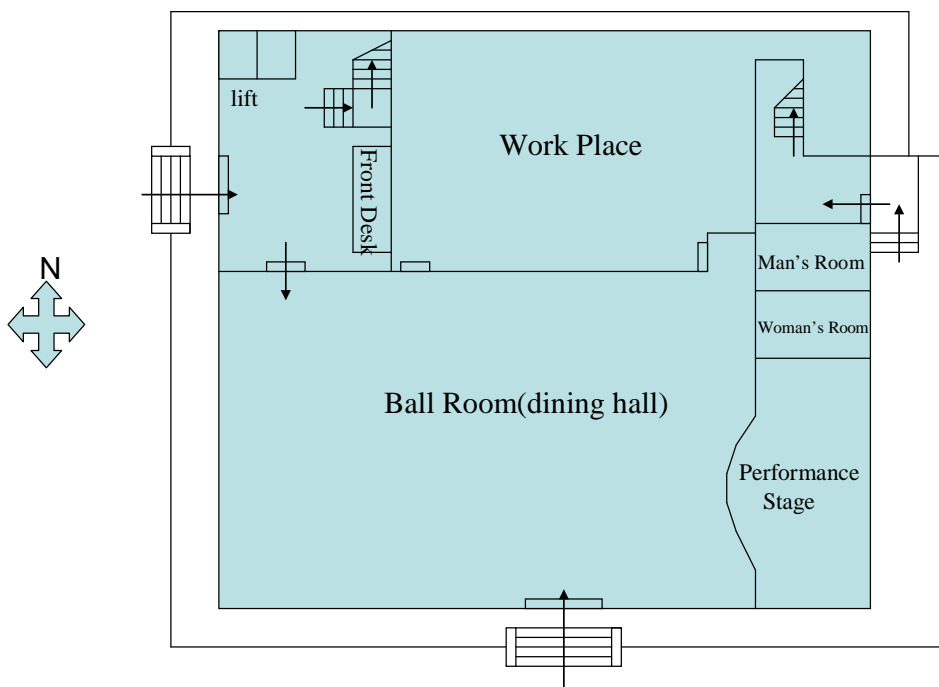 lift
Front Desk
Work Place
N
Man's Room
Woman's Room
Ball Room(dining hall)
Performance
Stage